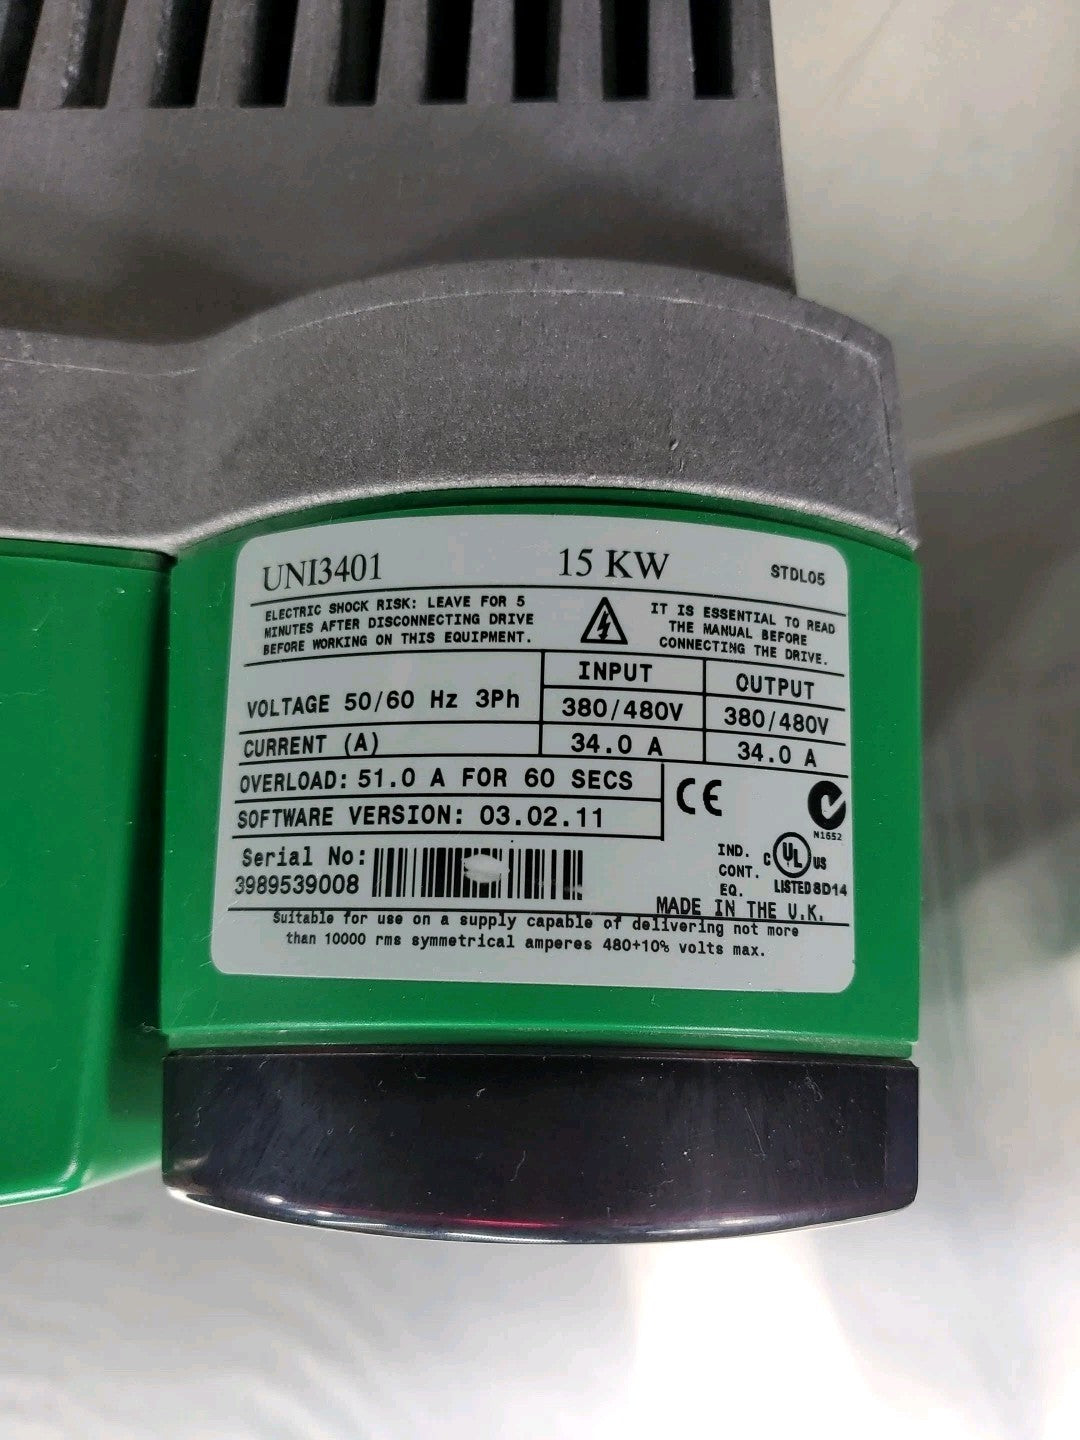 UNI3401 15 KW STDL05
ELECTRIC SHOCK RISK: LEAVE FOR 5
MINUTES AFTER DISCONNECTING DRIVE
BEFORE WORKING ON THIS EQUIPMENT.
IT IS ESSENTIAL TO READ
THE MANUAL BEFORE
CONNECTING THE DRIVE.
INPUT OUTPUT
VOLTAGE 50/60 Hz 3Ph 380/480V 380/480V
CURRENT (A) 34.0 A 34.0 A
OVERLOAD: 51.0 A FOR 60 SECS
SOFTWARE VERSION: 03.02.11
CE
N1652
Serial No:
3989539008
IND.
CONT.
EQ.
C UL US
LISTED 8D14
MADE IN THE U.K.
Suitable for use on a supply capable of delivering not more
than 10000 rms symmetrical amperes 480+10% volts max.